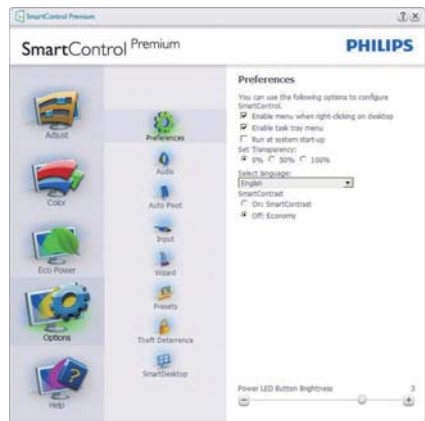 SmartControl Premium
SmartControl Premium
PHILIPS
Adjust
Color
Eco Power
Options
Help
Preferences
Audio
Auto Pivot
Input
Wizard
Presets
Theft Deterrence
SmartDesktop
Preferences
You can use the following options to configure
SmartControl.
Enable menu when right-clicking on desktop
Enable task tray menu
Run at system start-up
Set Transparency:
0% 50% 100%
Select language:
English
SmartContrast
On: SmartContrast
Off: Economy
Power LED Button Brightness 3